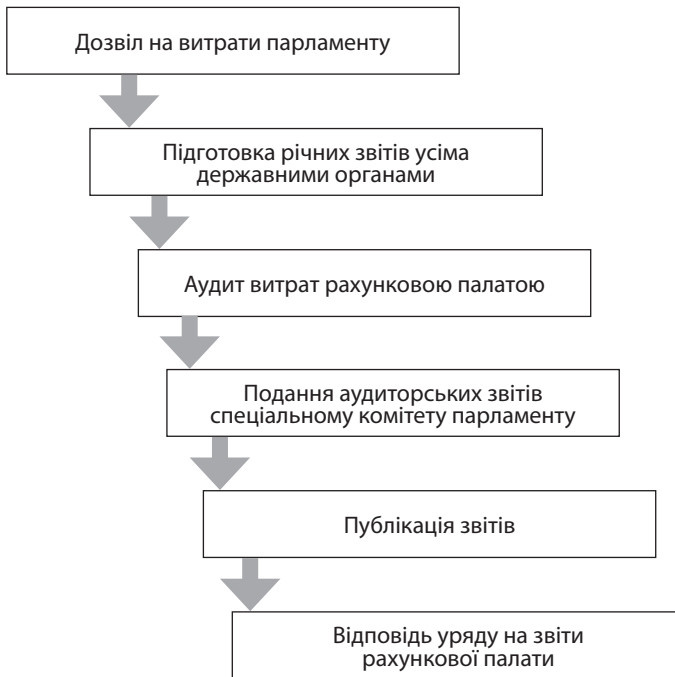 Дозвіл на витрати парламенту
Підготовка річних звітів усіма
державними органами
Аудит витрат рахунковою палатою
Подання аудиторських звітів
спеціальному комітету парламенту
Публікація звітів
Відповідь уряду на звіти
рахункової палати